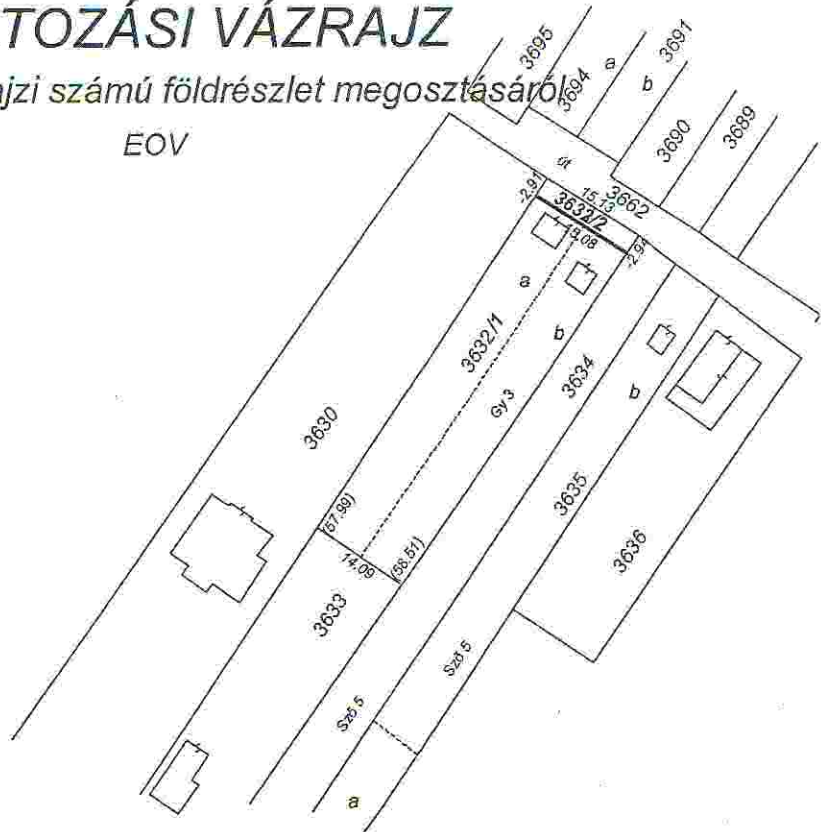 TOZÁSI VÁZRAJZ
jzi számú földrészlet megosztásáról
EOV
3695
3694
a
b
3691
3690
3689
út
3662
-2.91
15.13
3632/2
15.08
-2.94
a
3632/1
b
Gy 3
3634
b
3630
3635
3636
(57.99)
14.09
(58.51)
3633
Sző 5
Sző 5
a